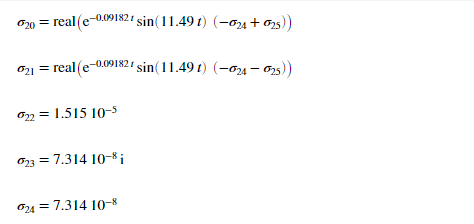 σ20 = real(e^−0.09182 t sin(11.49 t) (−σ24 + σ25))
σ21 = real(e^−0.09182 t sin(11.49 t) (−σ24 − σ25))
σ22 = 1.515 10^−5
σ23 = 7.314 10^−8 i
σ24 = 7.314 10^−8